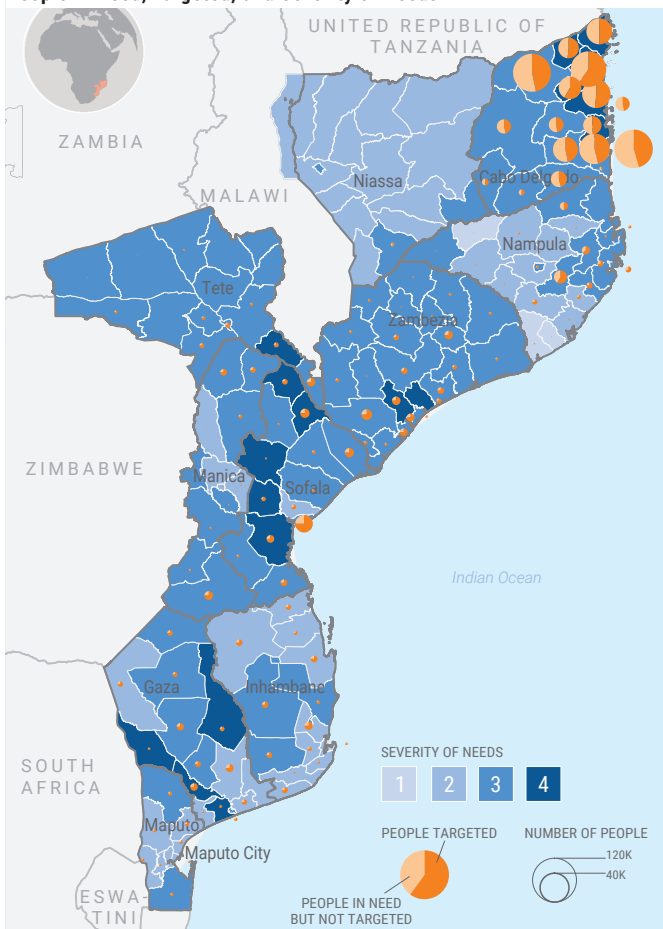 UNITED REPUBLIC OF
TANZANIA
ZAMBIA
MALAWI
Niassa
Cabo Delgado
Nampula
Tete
Zambezia
ZIMBABWE
Manica
Sofala
Indian Ocean
Gaza
Inhambane
SOUTH
AFRICA
Maputo
Maputo City
ESWA-
TINI
SEVERITY OF NEEDS
1 2 3 4
PEOPLE TARGETED
PEOPLE IN NEED
BUT NOT TARGETED
NUMBER OF PEOPLE
120K
40K